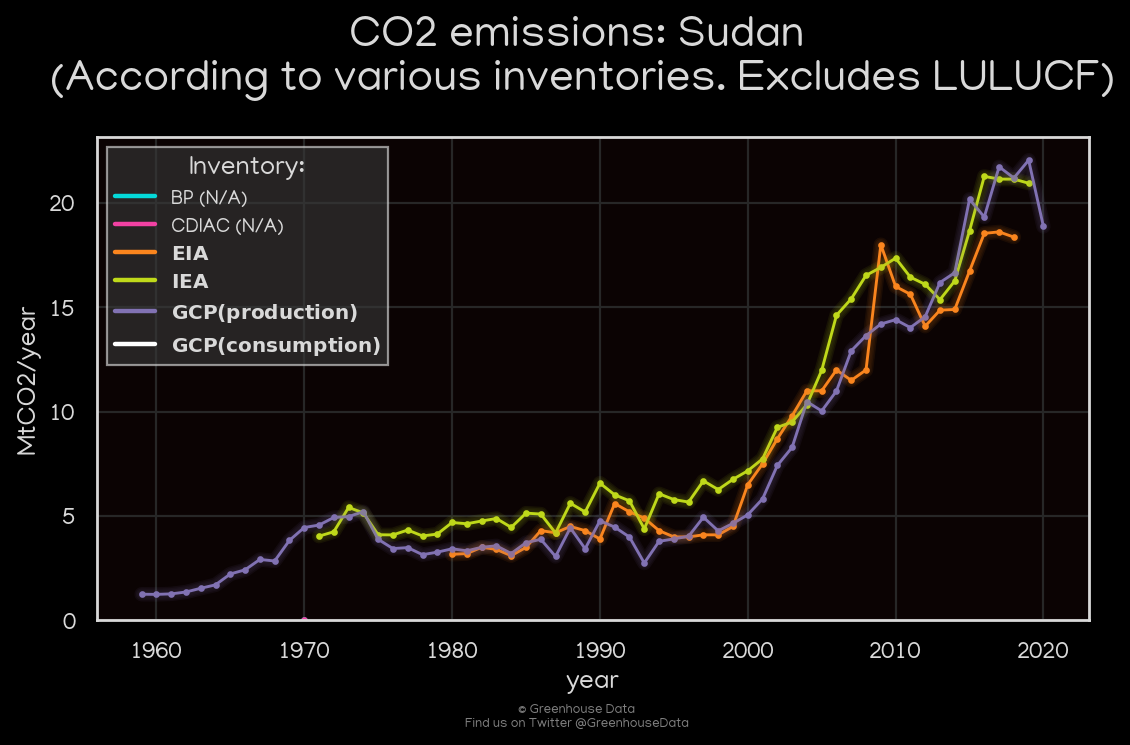 CO2 emissions: Sudan
(According to various inventories. Excludes LULUCF)
Inventory:
BP (N/A)
CDIAC (N/A)
EIA
IEA
GCP(production)
GCP(consumption)
MtCO2/year
20
15
10
5
0
1960 1970 1980 1990 2000 2010 2020
year
© Greenhouse Data
Find us on Twitter @GreenhouseData